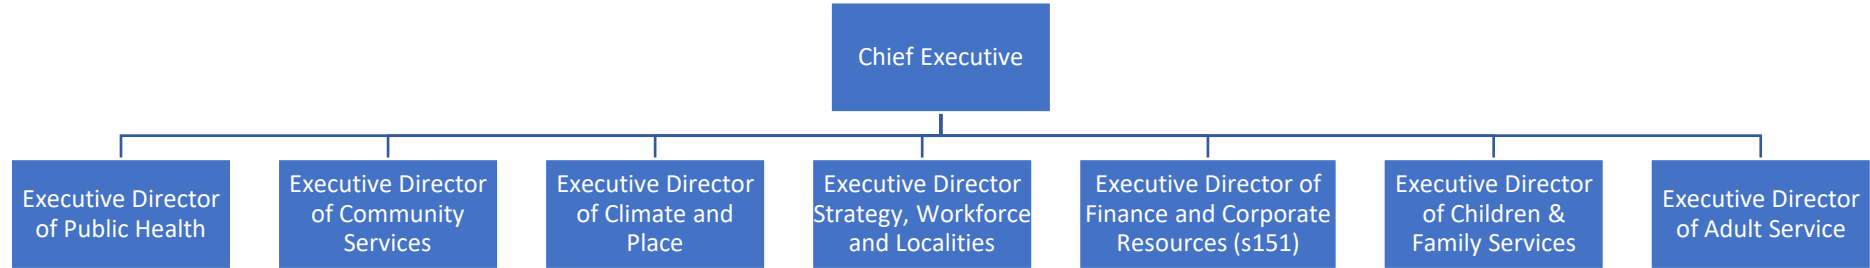 Chief Executive
Executive Director
of Public Health
Executive Director
of Community
Services
Executive Director
of Climate and
Place
Executive Director
Strategy, Workforce
and Localities
Executive Director of
Finance and Corporate
Resources (s151)
Executive Director
of Children &
Family Services
Executive Director
of Adult Service